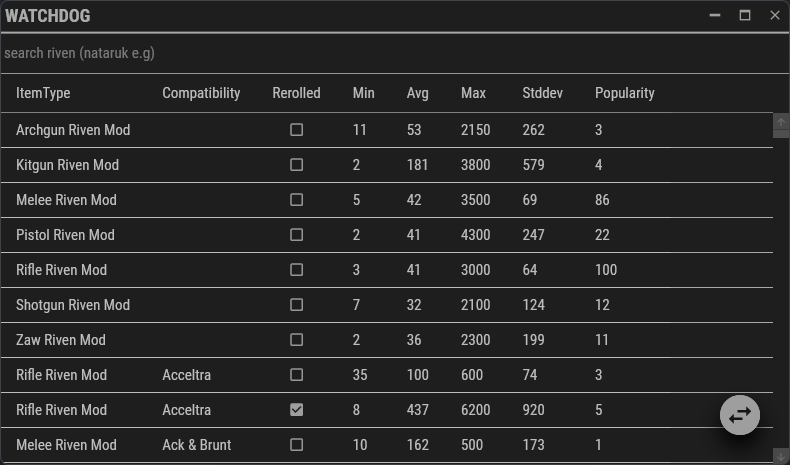 WATCHDOG
search riven (nataruk e.g)
ItemType Compatibility Rerolled Min Avg Max Stddev Popularity
Archgun Riven Mod 11 53 2150 262 3
Kitgun Riven Mod 2 181 3800 579 4
Melee Riven Mod 5 42 3500 69 86
Pistol Riven Mod 2 41 4300 247 22
Rifle Riven Mod 3 41 3000 64 100
Shotgun Riven Mod 7 32 2100 124 12
Zaw Riven Mod 2 36 2300 199 11
Rifle Riven Mod Acceltra 35 100 600 74 3
Rifle Riven Mod Acceltra 8 437 6200 920 5
Melee Riven Mod Ack & Brunt 10 162 500 173 1